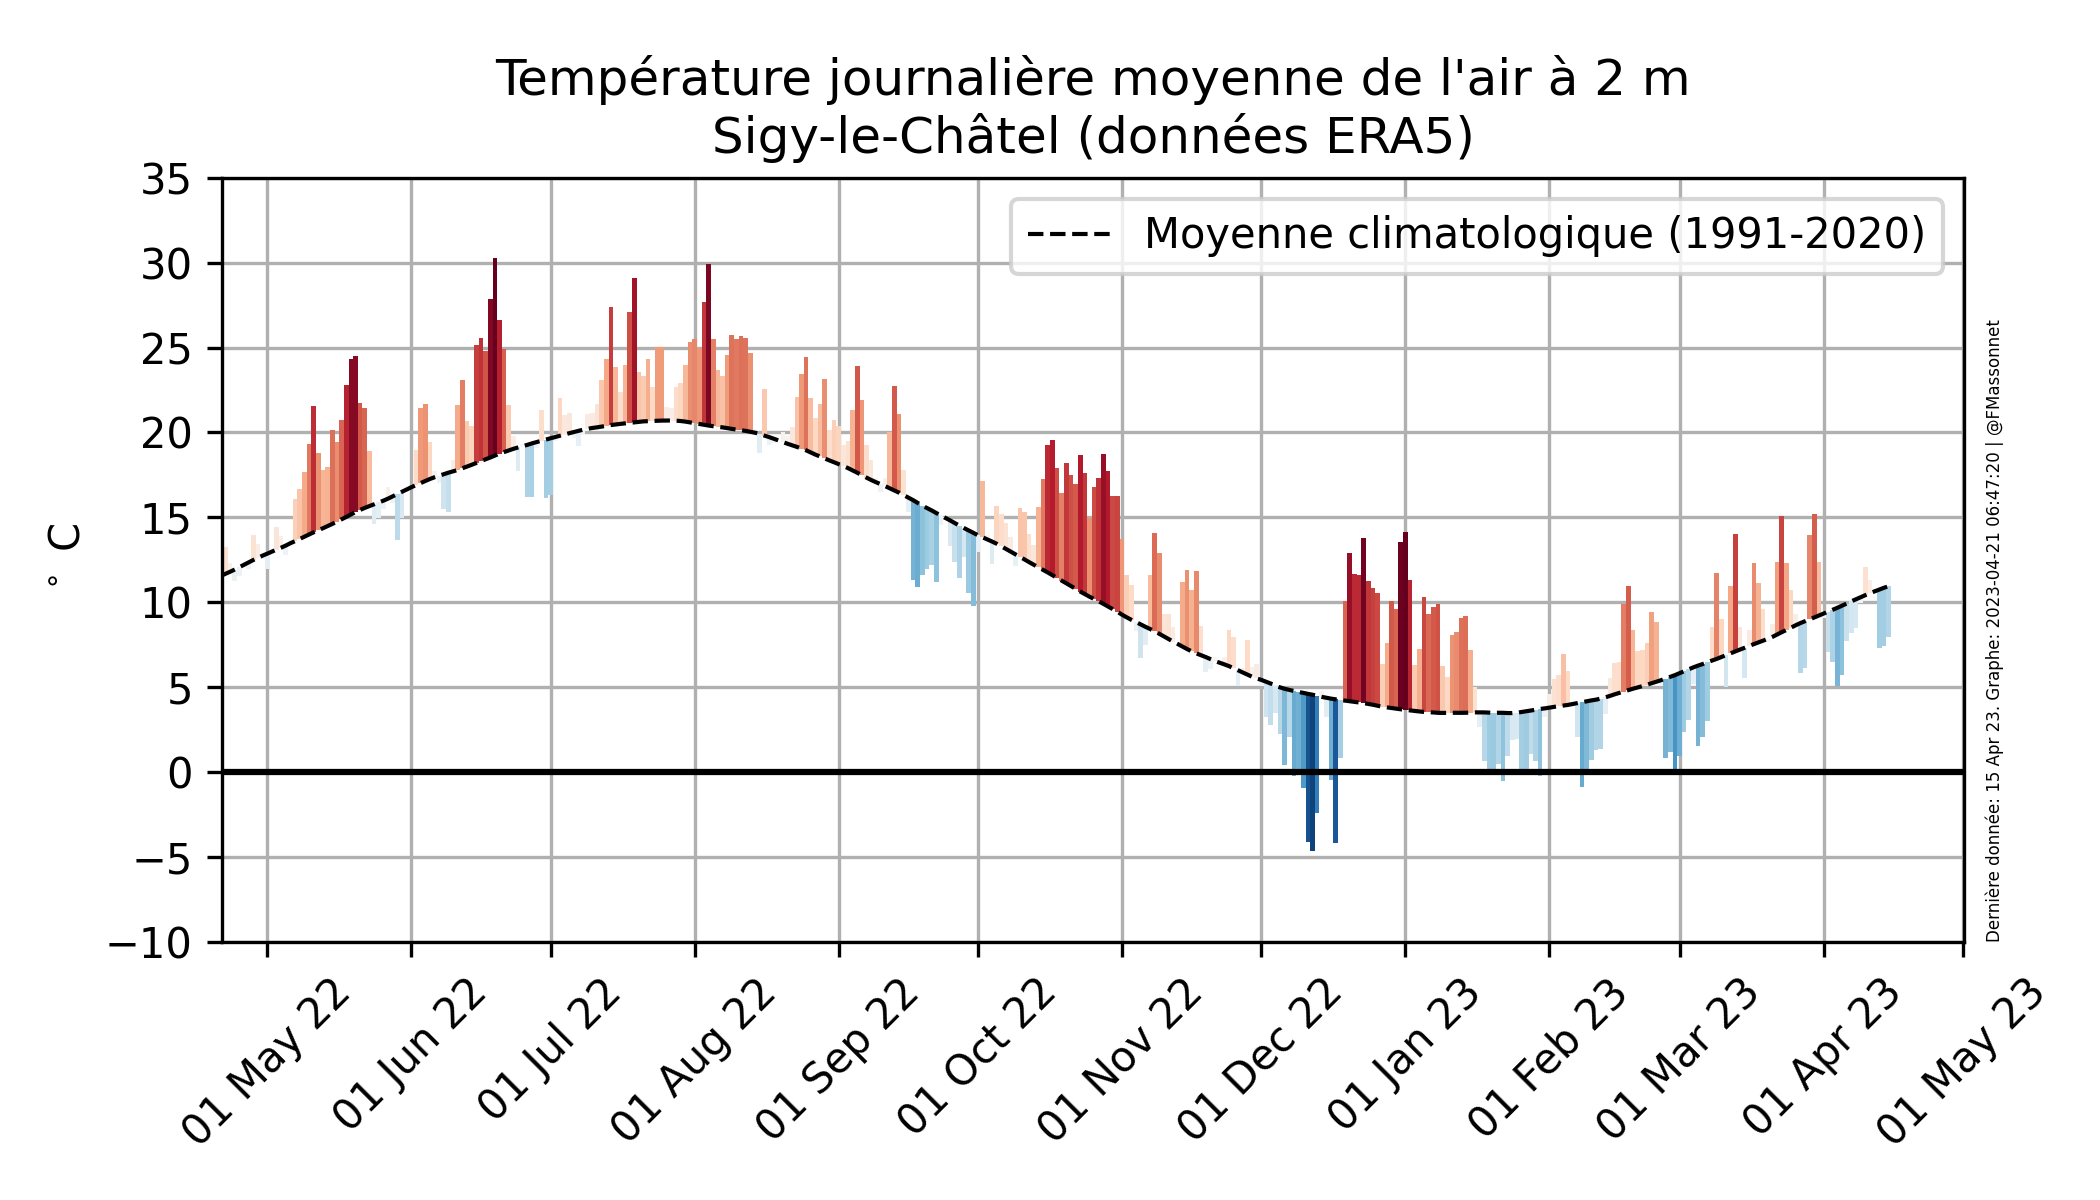 Température journalière moyenne de l'air à 2 m
Sigy-le-Châtel (données ERA5)
35
30
25
20
15
10
5
0
−5
−10
° C
Moyenne climatologique (1991-2020)
01 May 22
01 Jun 22
01 Jul 22
01 Aug 22
01 Sep 22
01 Oct 22
01 Nov 22
01 Dec 22
01 Jan 23
01 Feb 23
01 Mar 23
01 Apr 23
01 May 23
Dernière donnée: 15 Apr 23. Graphe: 2023-04-21 06:47:20 | @FMassonnet